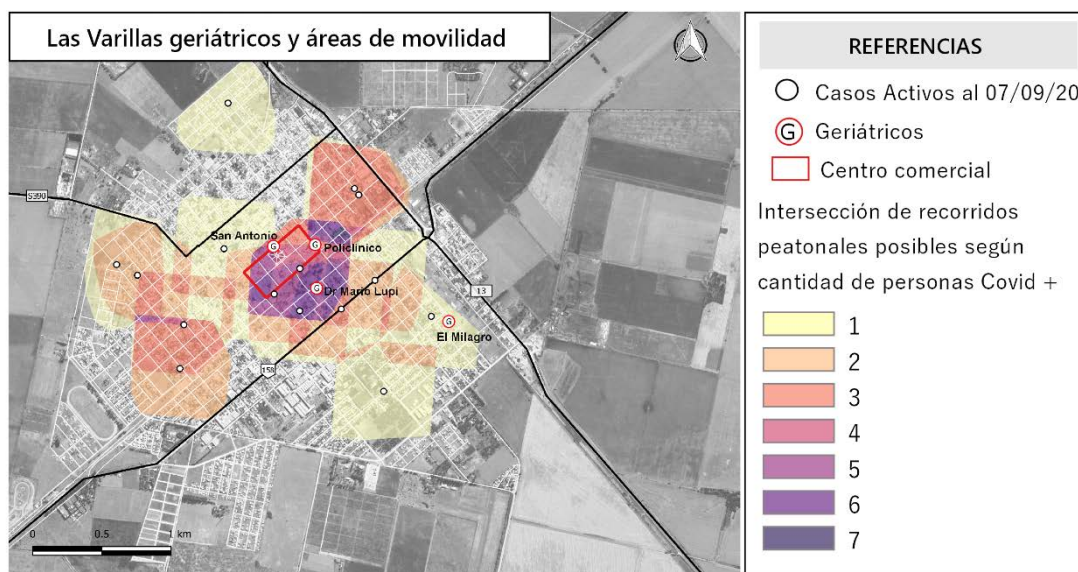 Las Varillas geriátricos y áreas de movilidad
S390
San Antonio
G
G
Policlínico
G
Dr Mario Lupi
13
G
El Milagro
158
0
0.5
1 km
REFERENCIAS
Casos Activos al 07/09/20
G
Geriátricos
Centro comercial
Intersección de recorridos
peatonales posibles según
cantidad de personas Covid +
1
2
3
4
5
6
7